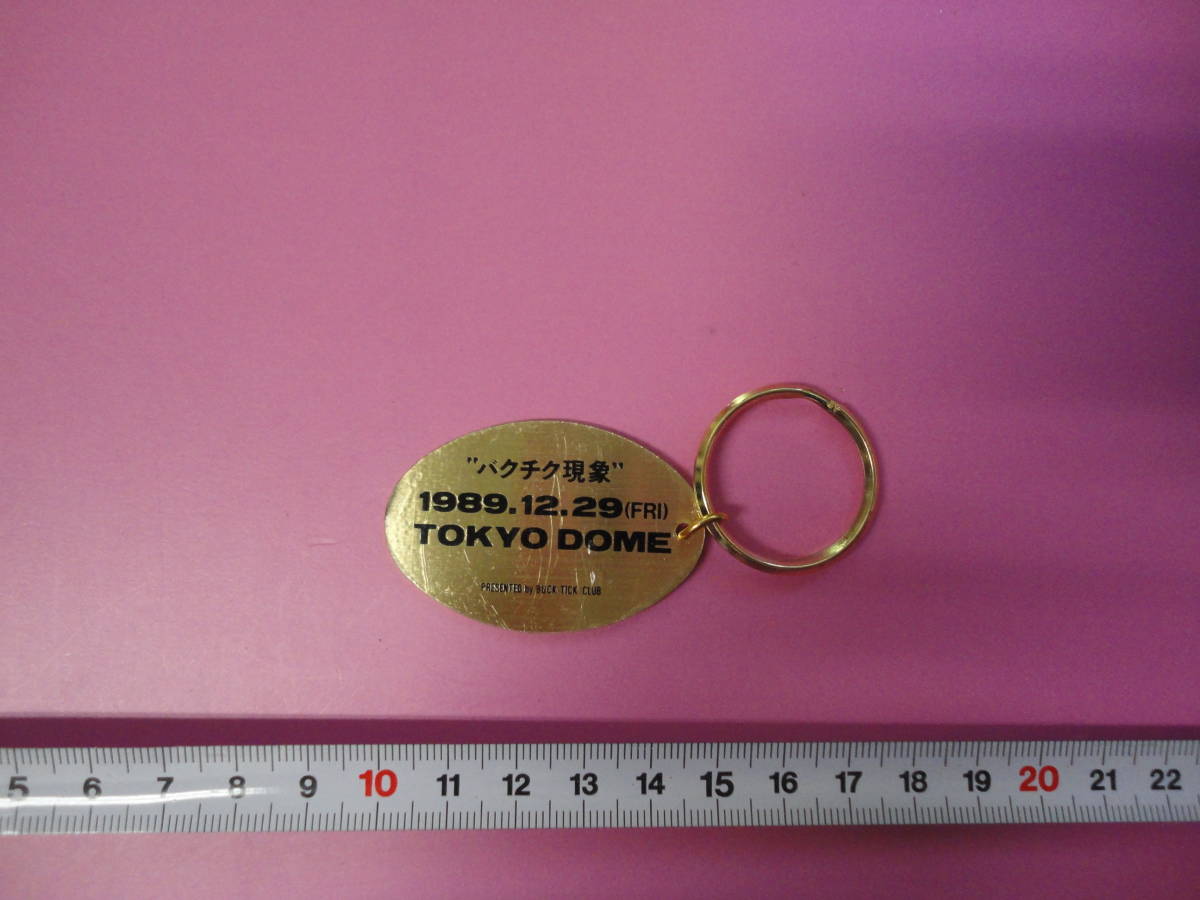 "バクチク現象"
1989.12.29(FRI)
TOKYO DOME
PRESENTED by BUCK-TICK CLUB
5 6 7 8 9 10 11 12 13 14 15 16 17 18 19 20 21 22